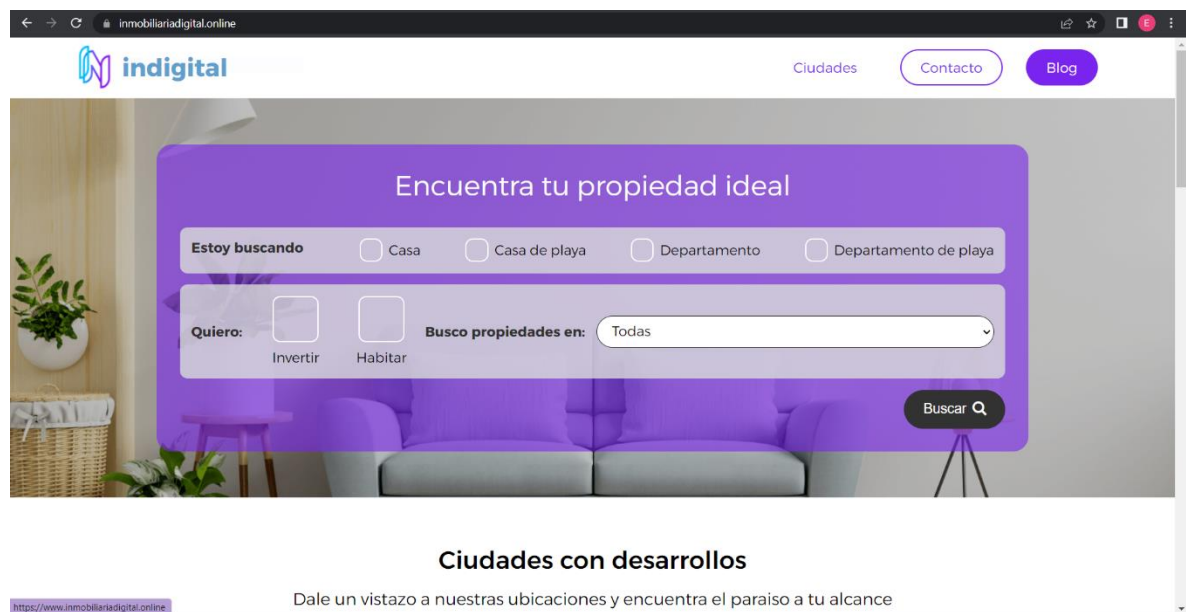 inmobiliariadigital.online
E
indigital
Ciudades
Contacto
Blog
Encuentra tu propiedad ideal
Estoy buscando
Casa
Casa de playa
Departamento
Departamento de playa
Quiero:
Invertir
Habitar
Busco propiedades en:
Todas
Buscar
Ciudades con desarrollos
Dale un vistazo a nuestras ubicaciones y encuentra el paraiso a tu alcance
https://www.inmobiliariadigital.online